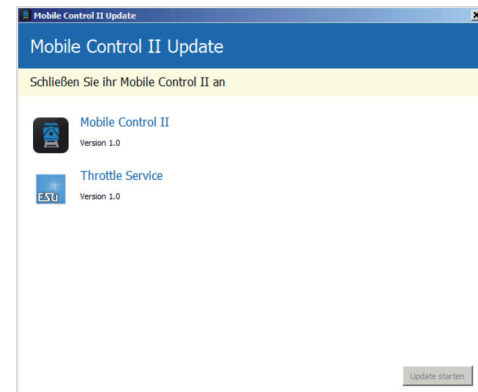 Mobile Control II Update
Mobile Control II Update
Schließen Sie ihr Mobile Control II an
Mobile Control II
Version 1.0
Throttle Service
ESU
Version 1.0
Update starten